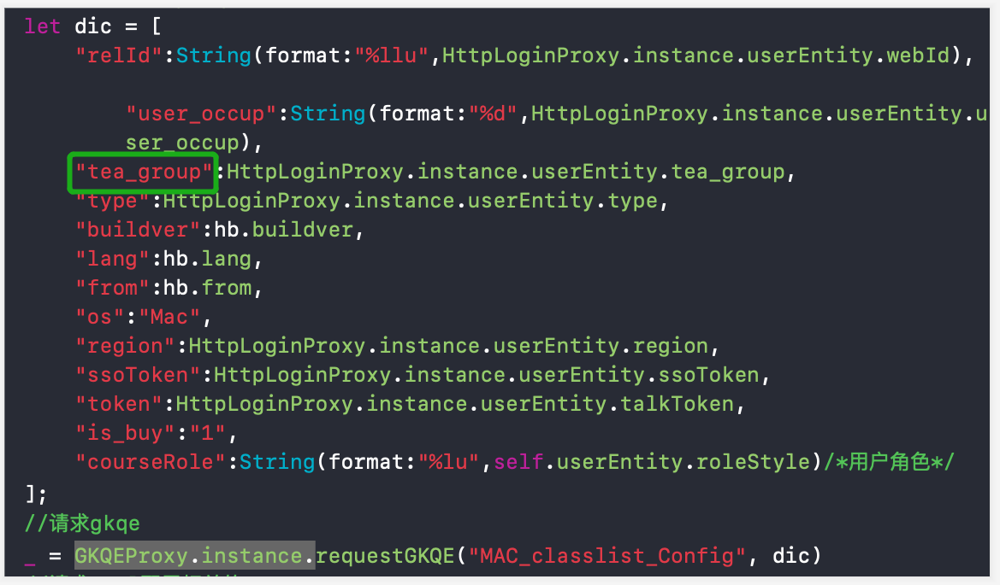 let dic = [
"relId":String(format:"%llu",HttpLoginProxy.instance.userEntity.webId),
"user_occup":String(format:"%d",HttpLoginProxy.instance.userEntity.u
ser_occup),
"tea_group":HttpLoginProxy.instance.userEntity.tea_group,
"type":HttpLoginProxy.instance.userEntity.type,
"buildver":hb.buildver,
"lang":hb.lang,
"from":hb.from,
"os":"Mac",
"region":HttpLoginProxy.instance.userEntity.region,
"ssoToken":HttpLoginProxy.instance.userEntity.ssoToken,
"token":HttpLoginProxy.instance.userEntity.talkToken,
"is_buy":"1",
"courseRole":String(format:"%lu",self.userEntity.roleStyle)/*用户角色*/
];
//请求gkqe
_ = GKQEProxy.instance.requestGKQE("MAC_classlist_Config", dic)